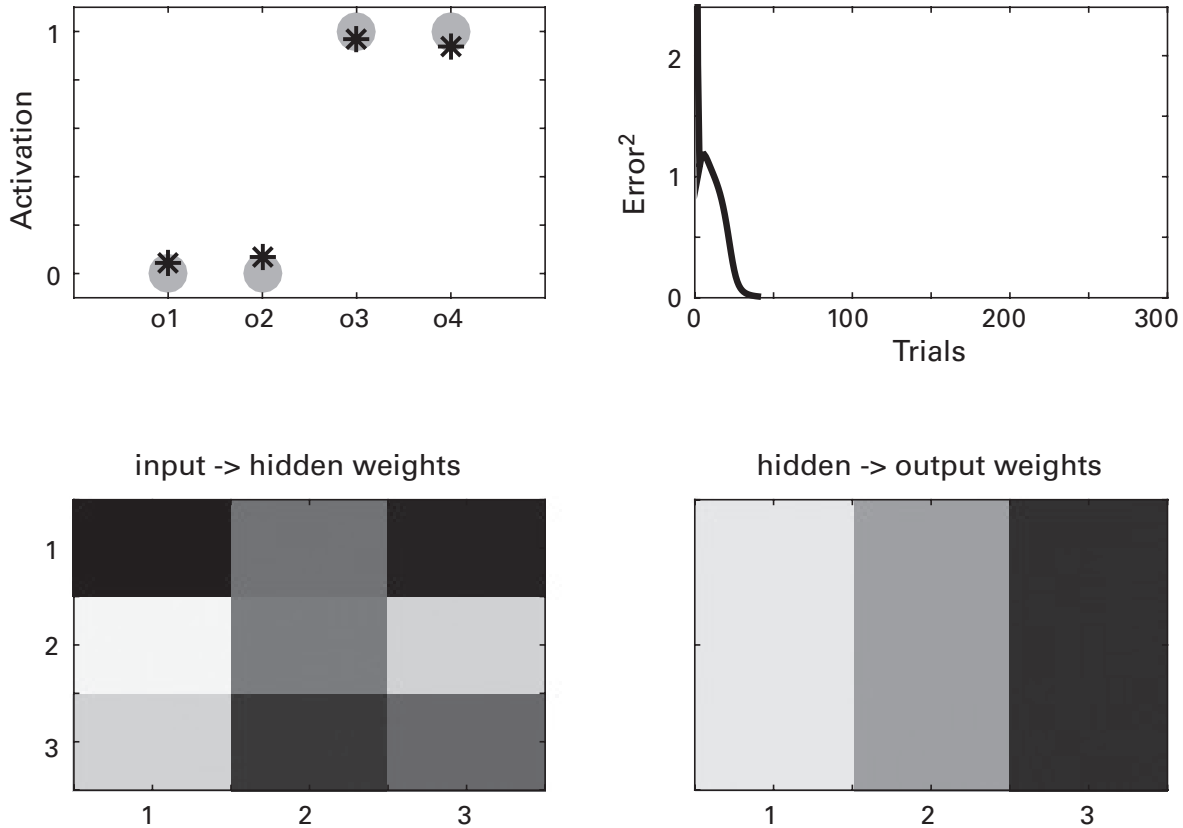 Activation
1
0
o1 o2 o3 o4
Error²
2
1
0
0 100 200 300
Trials
input -> hidden weights
1
2
3
1 2 3
hidden -> output weights
1 2 3